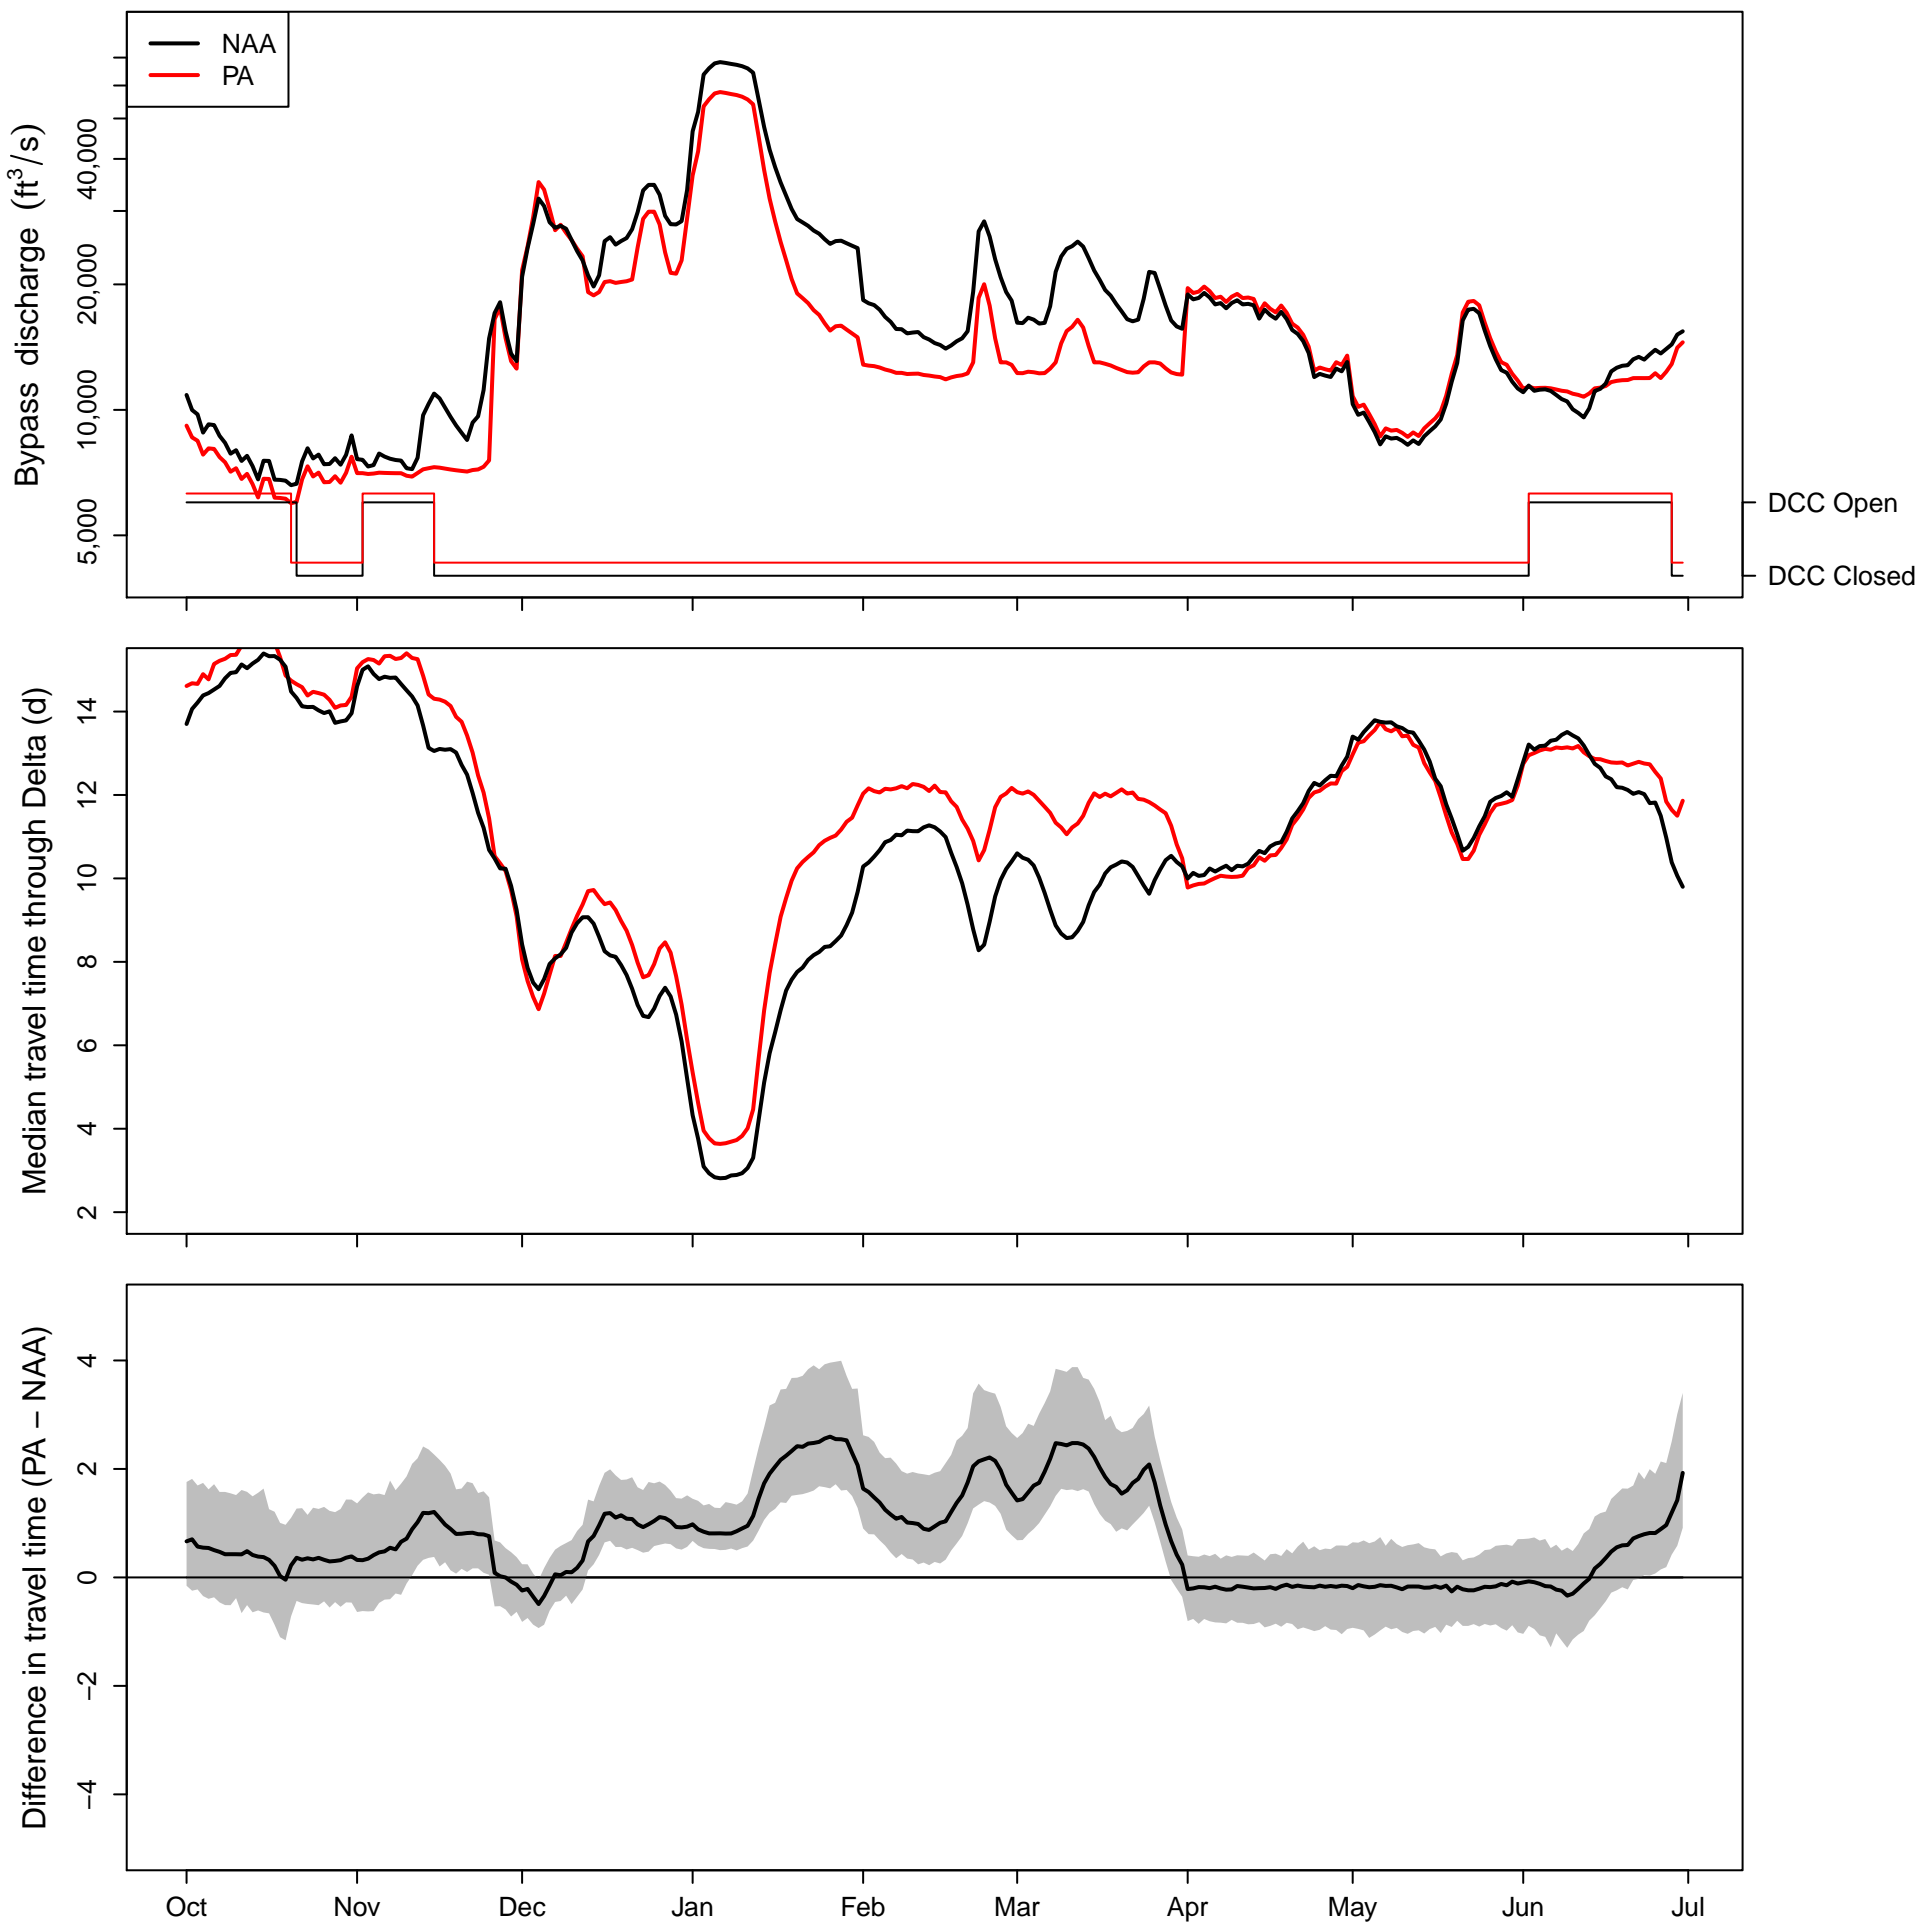 NAA
PA
Bypass discharge (ft³/s)
40,000
20,000
10,000
5,000
DCC Open
DCC Closed
Median travel time through Delta (d)
14
12
10
8
6
4
2
Difference in travel time (PA – NAA)
4
2
0
−2
−4
Oct
Nov
Dec
Jan
Feb
Mar
Apr
May
Jun
Jul